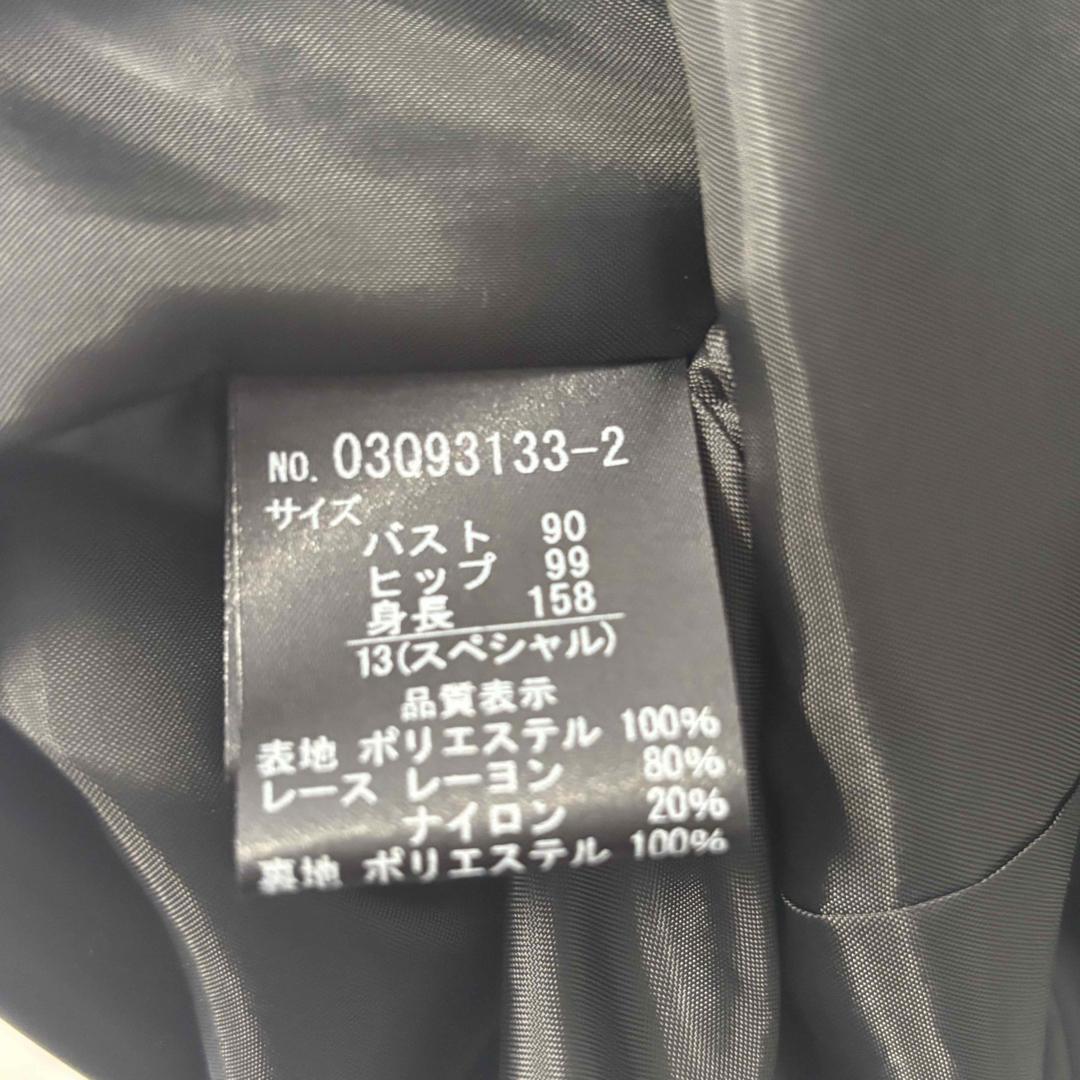 NO. 03Q93133-2
サイズ
バスト 90
ヒップ 99
身長 158
13(スペシャル)
品質表示
表地 ポリエステル 100%
レース レーヨン 80%
ナイロン 20%
裏地 ポリエステル 100%